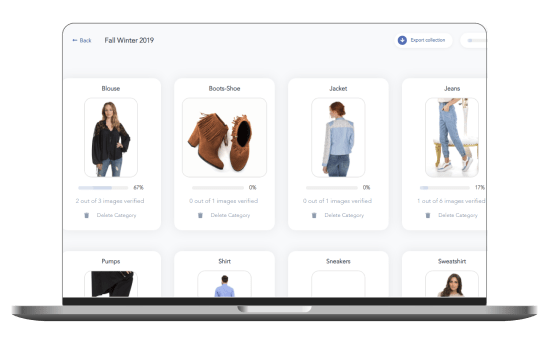 ← Back Fall Winter 2019 Export collection
Blouse Boots-Shoe Jacket Jeans
67% 0% 0% 17%
2 out of 3 images verified 0 out of 1 images verified 0 out of 1 images verified 1 out of 6 images verified
Delete Category Delete Category Delete Category Delete Category
Pumps Shirt Sneakers Sweatshirt